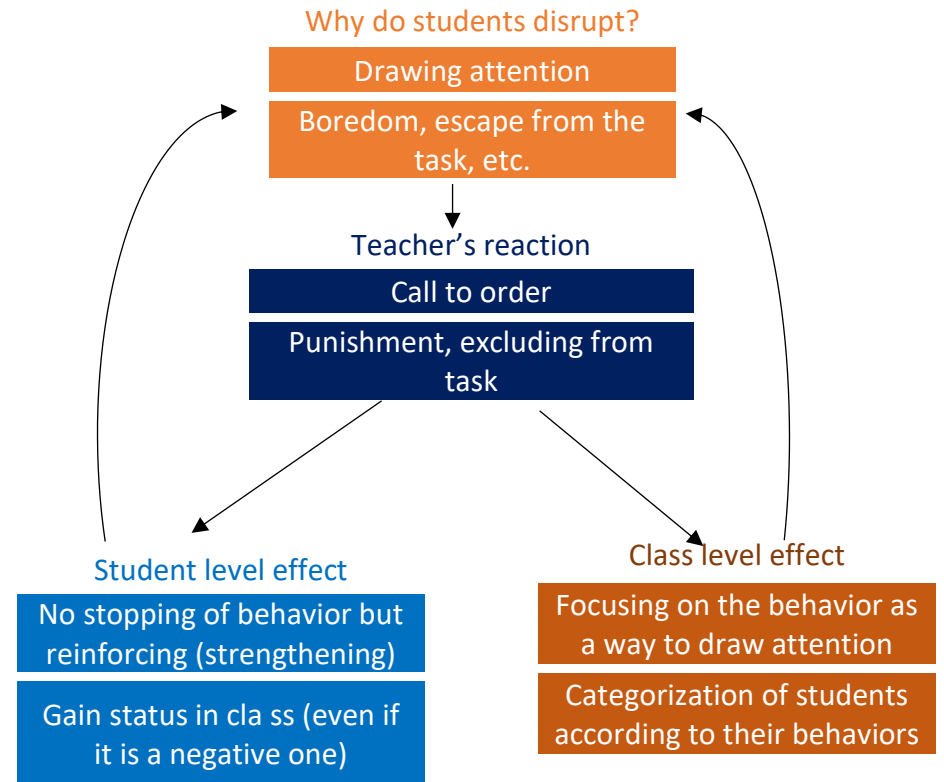 Why do students disrupt?
Drawing attention
Boredom, escape from the
task, etc.
Teacher’s reaction
Call to order
Punishment, excluding from
task
Student level effect
No stopping of behavior but
reinforcing (strengthening)
Gain status in cla ss (even if
it is a negative one)
Class level effect
Focusing on the behavior as
a way to draw attention
Categorization of students
according to their behaviors